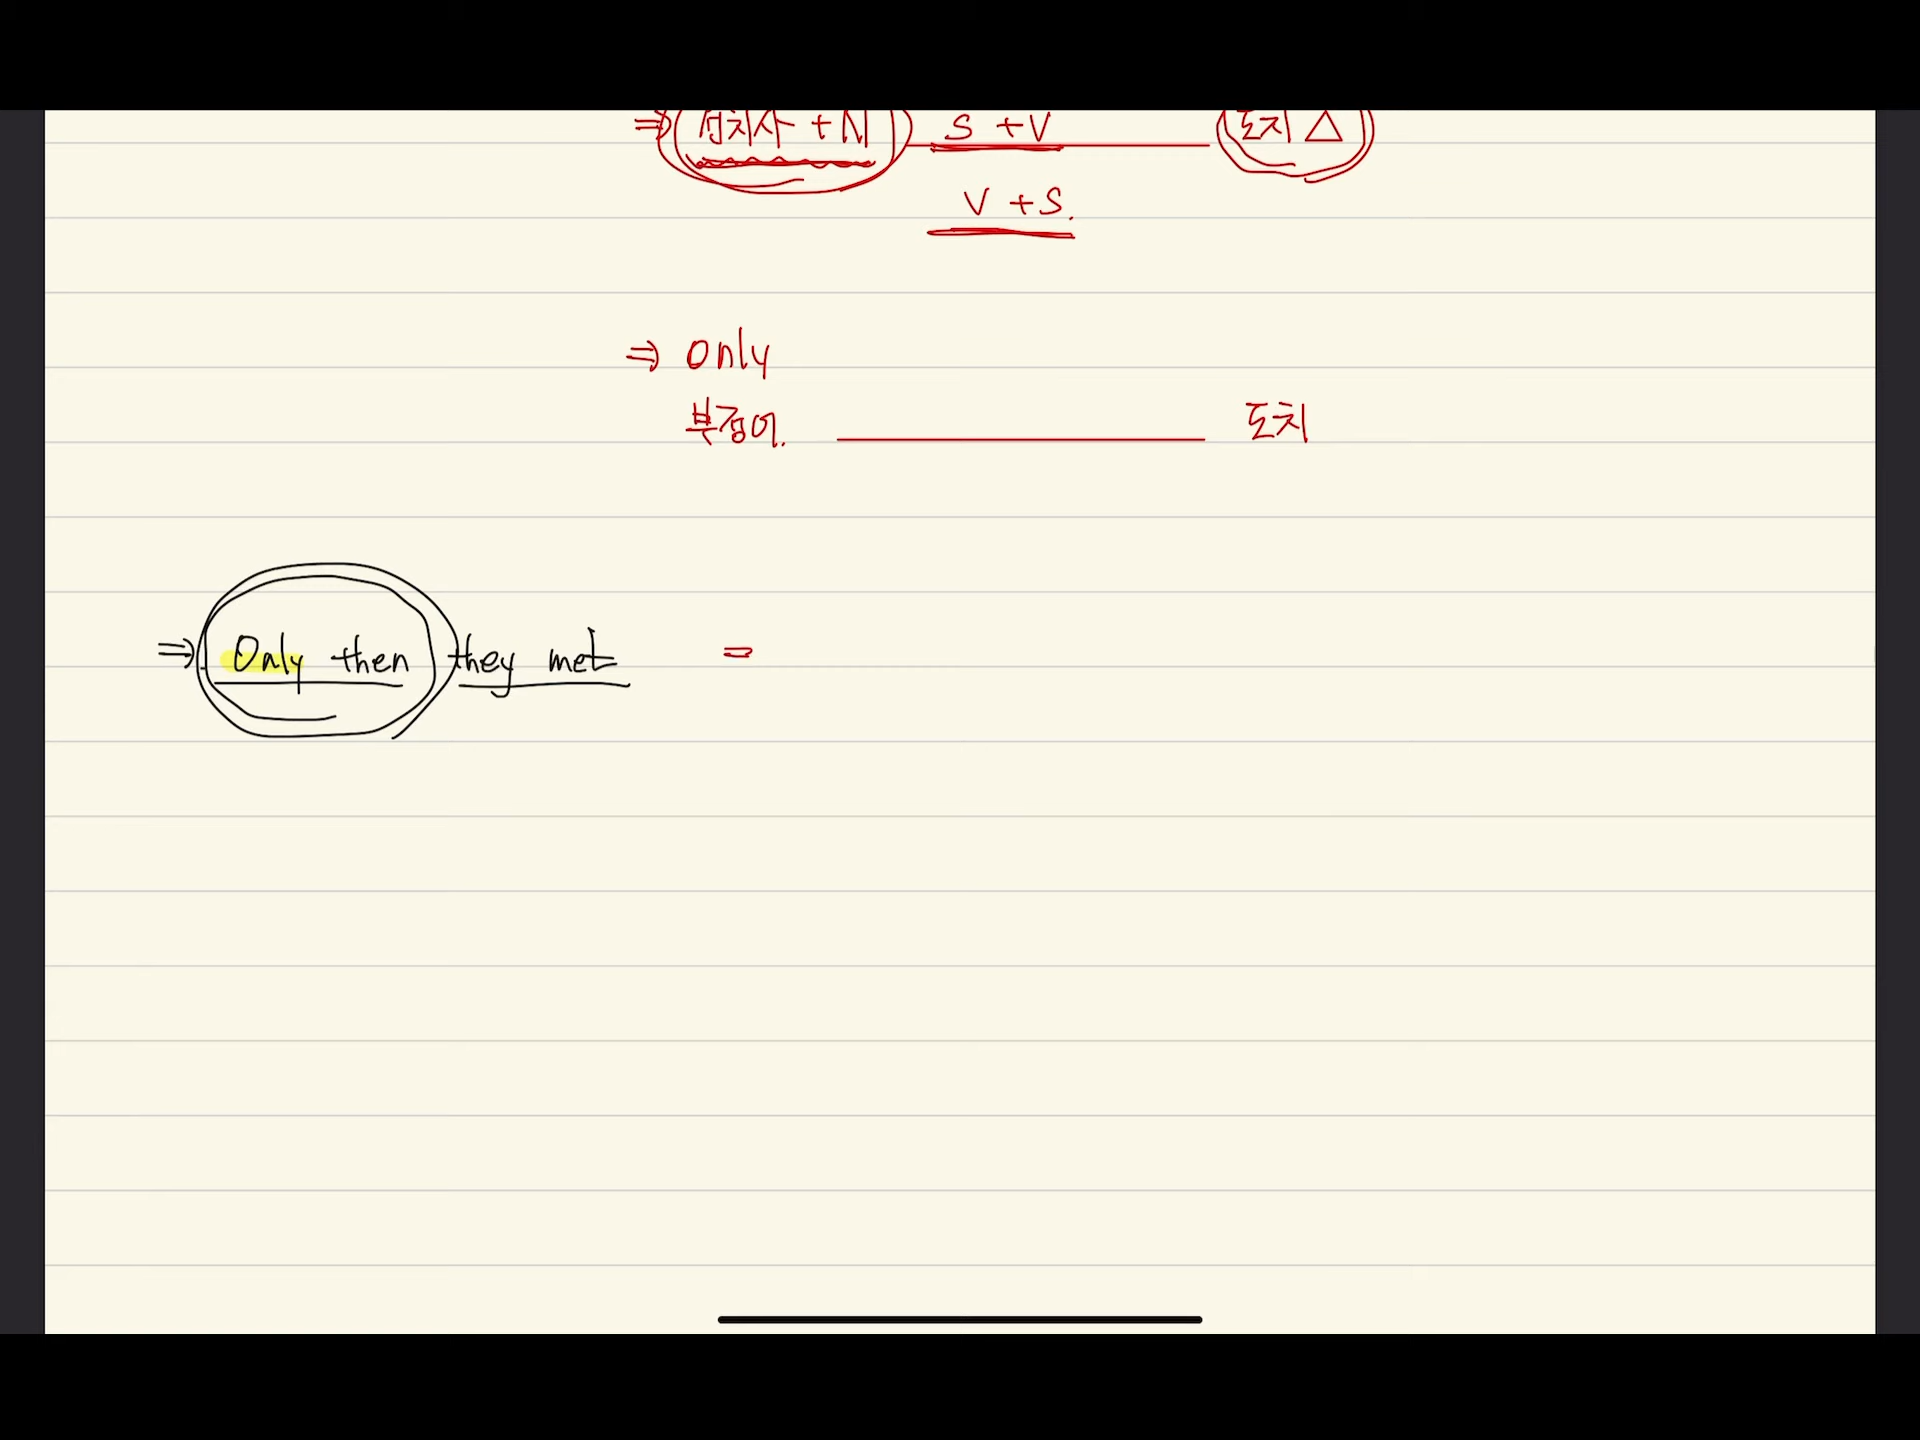 ⇒ 전치사 + N S + V 도치 △
V + S.
⇒ Only
부정어. 도치
⇒ Only then they met =